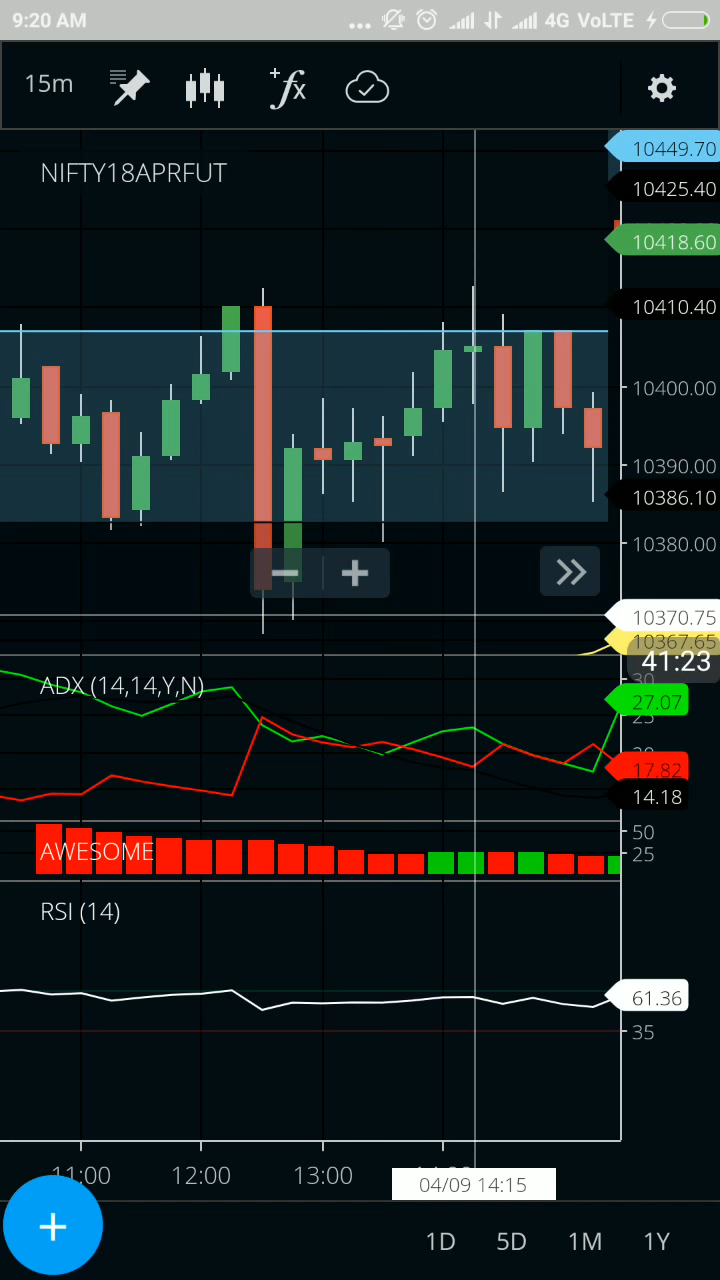 9:20 AM ... 4G VoLTE
15m
NIFTY18APRFUT
10449.70
10425.40
10418.60
10410.40
10400.00
10390.00
10386.10
10380.00
10370.75
10367.65
41:23
ADX (14,14,Y,N)
30
27.07
25
20
17.82
14.18
AWESOME
50
25
RSI (14)
61.36
35
11:00 12:00 13:00
04/09 14:15
+
1D 5D 1M 1Y